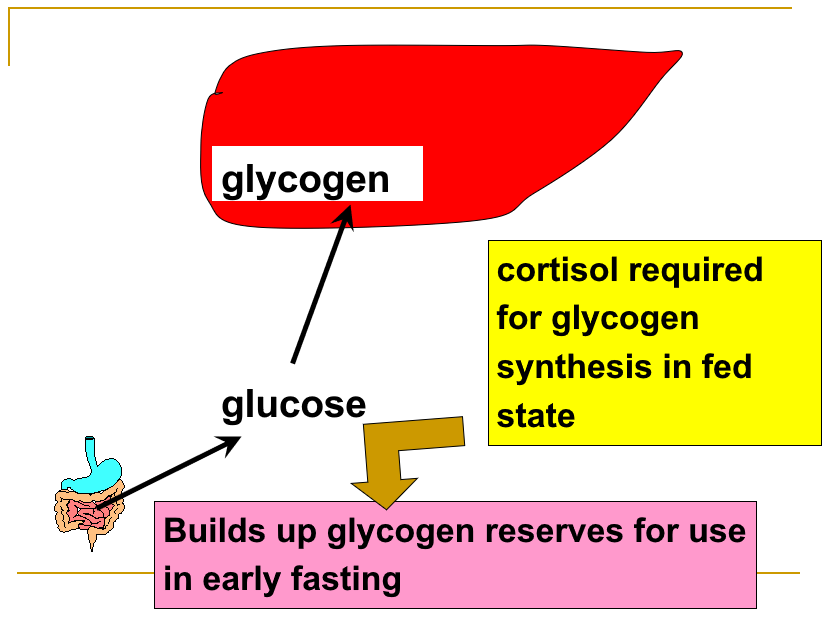 glycogen
cortisol required
for glycogen
synthesis in fed
state
glucose
Builds up glycogen reserves for use
in early fasting